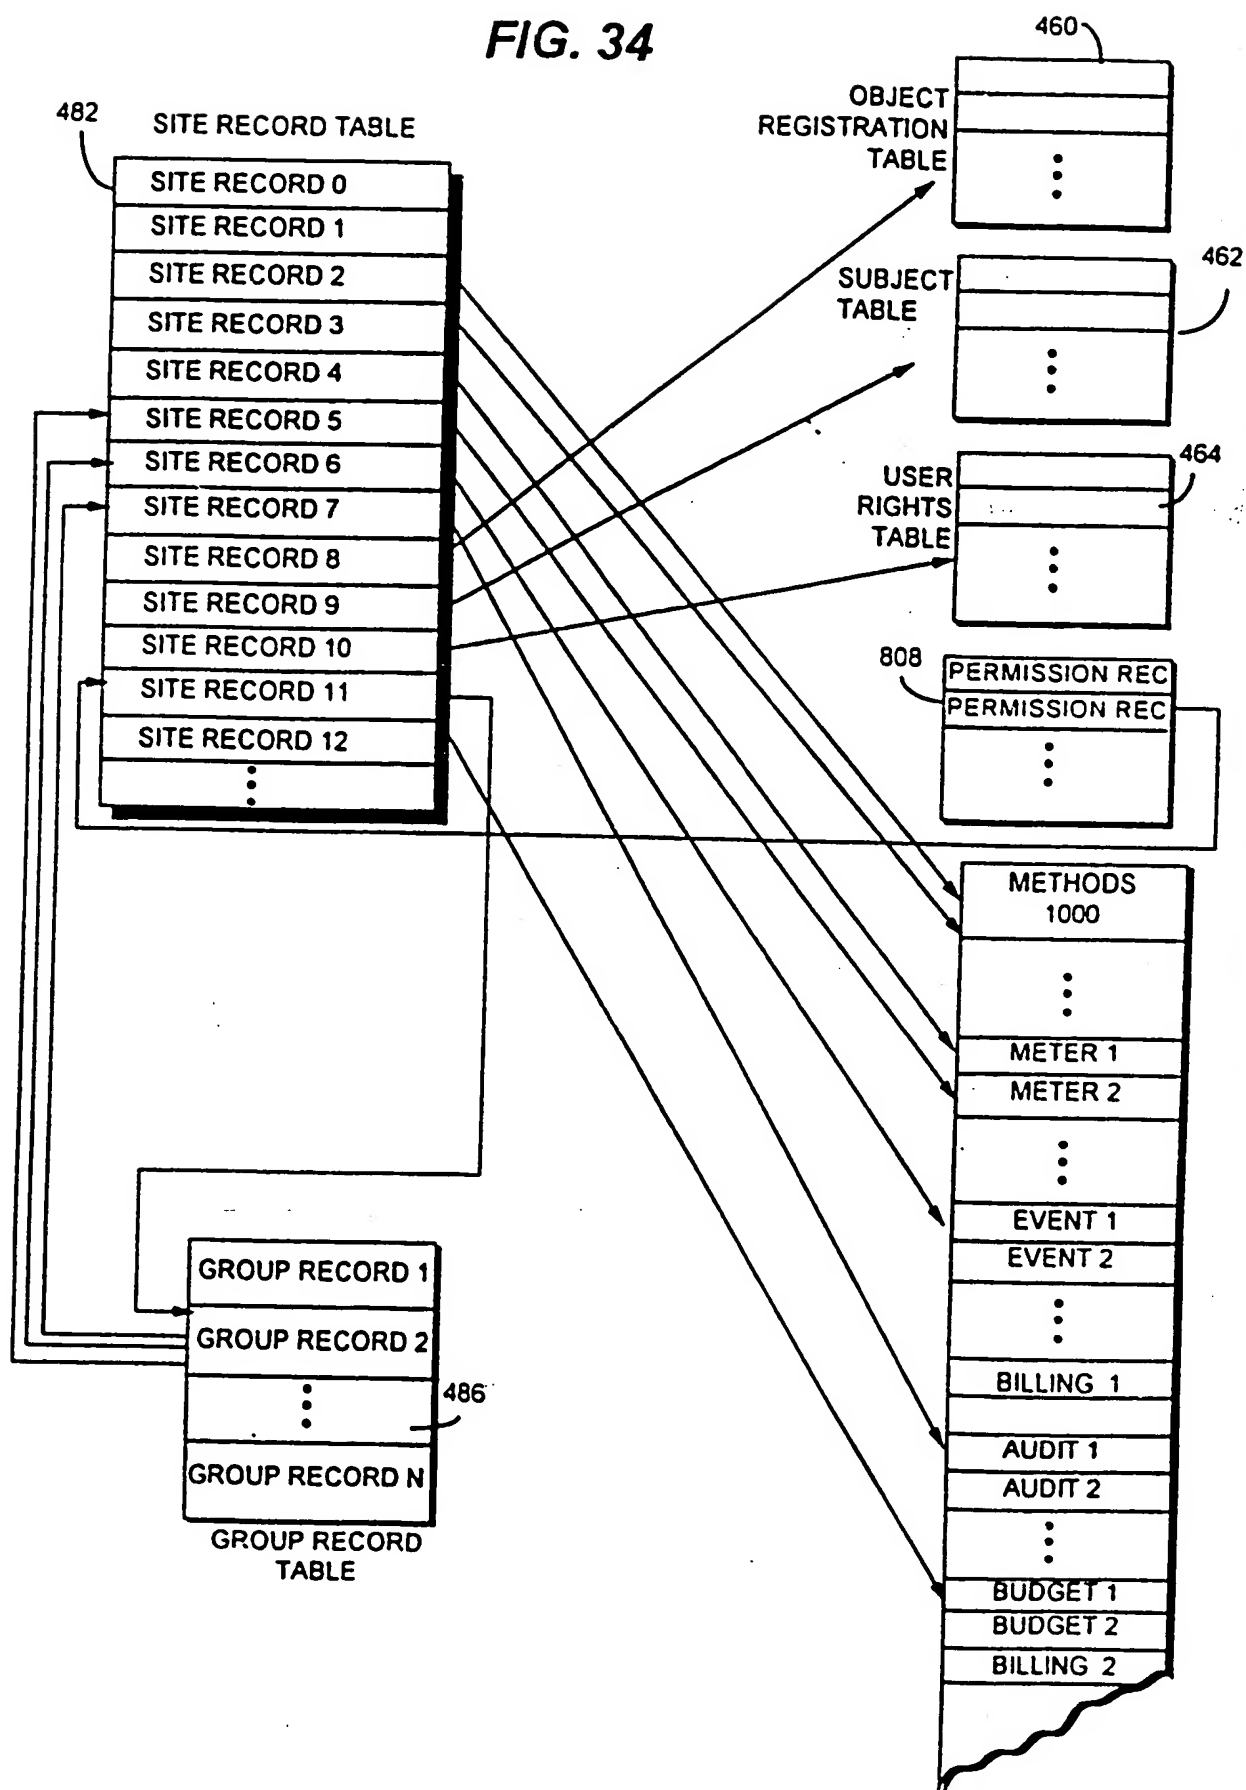 FIG. 34
460
OBJECT
REGISTRATION
TABLE
482
SITE RECORD TABLE
SITE RECORD 0
SITE RECORD 1
SITE RECORD 2
SITE RECORD 3
SITE RECORD 4
SITE RECORD 5
SITE RECORD 6
SITE RECORD 7
SITE RECORD 8
SITE RECORD 9
SITE RECORD 10
SITE RECORD 11
SITE RECORD 12
462
SUBJECT
TABLE
464
USER
RIGHTS
TABLE
808
PERMISSION REC
PERMISSION REC
METHODS
1000
METER 1
METER 2
EVENT 1
EVENT 2
BILLING 1
AUDIT 1
AUDIT 2
BUDGET 1
BUDGET 2
BILLING 2
GROUP RECORD 1
GROUP RECORD 2
486
GROUP RECORD N
GROUP RECORD
TABLE